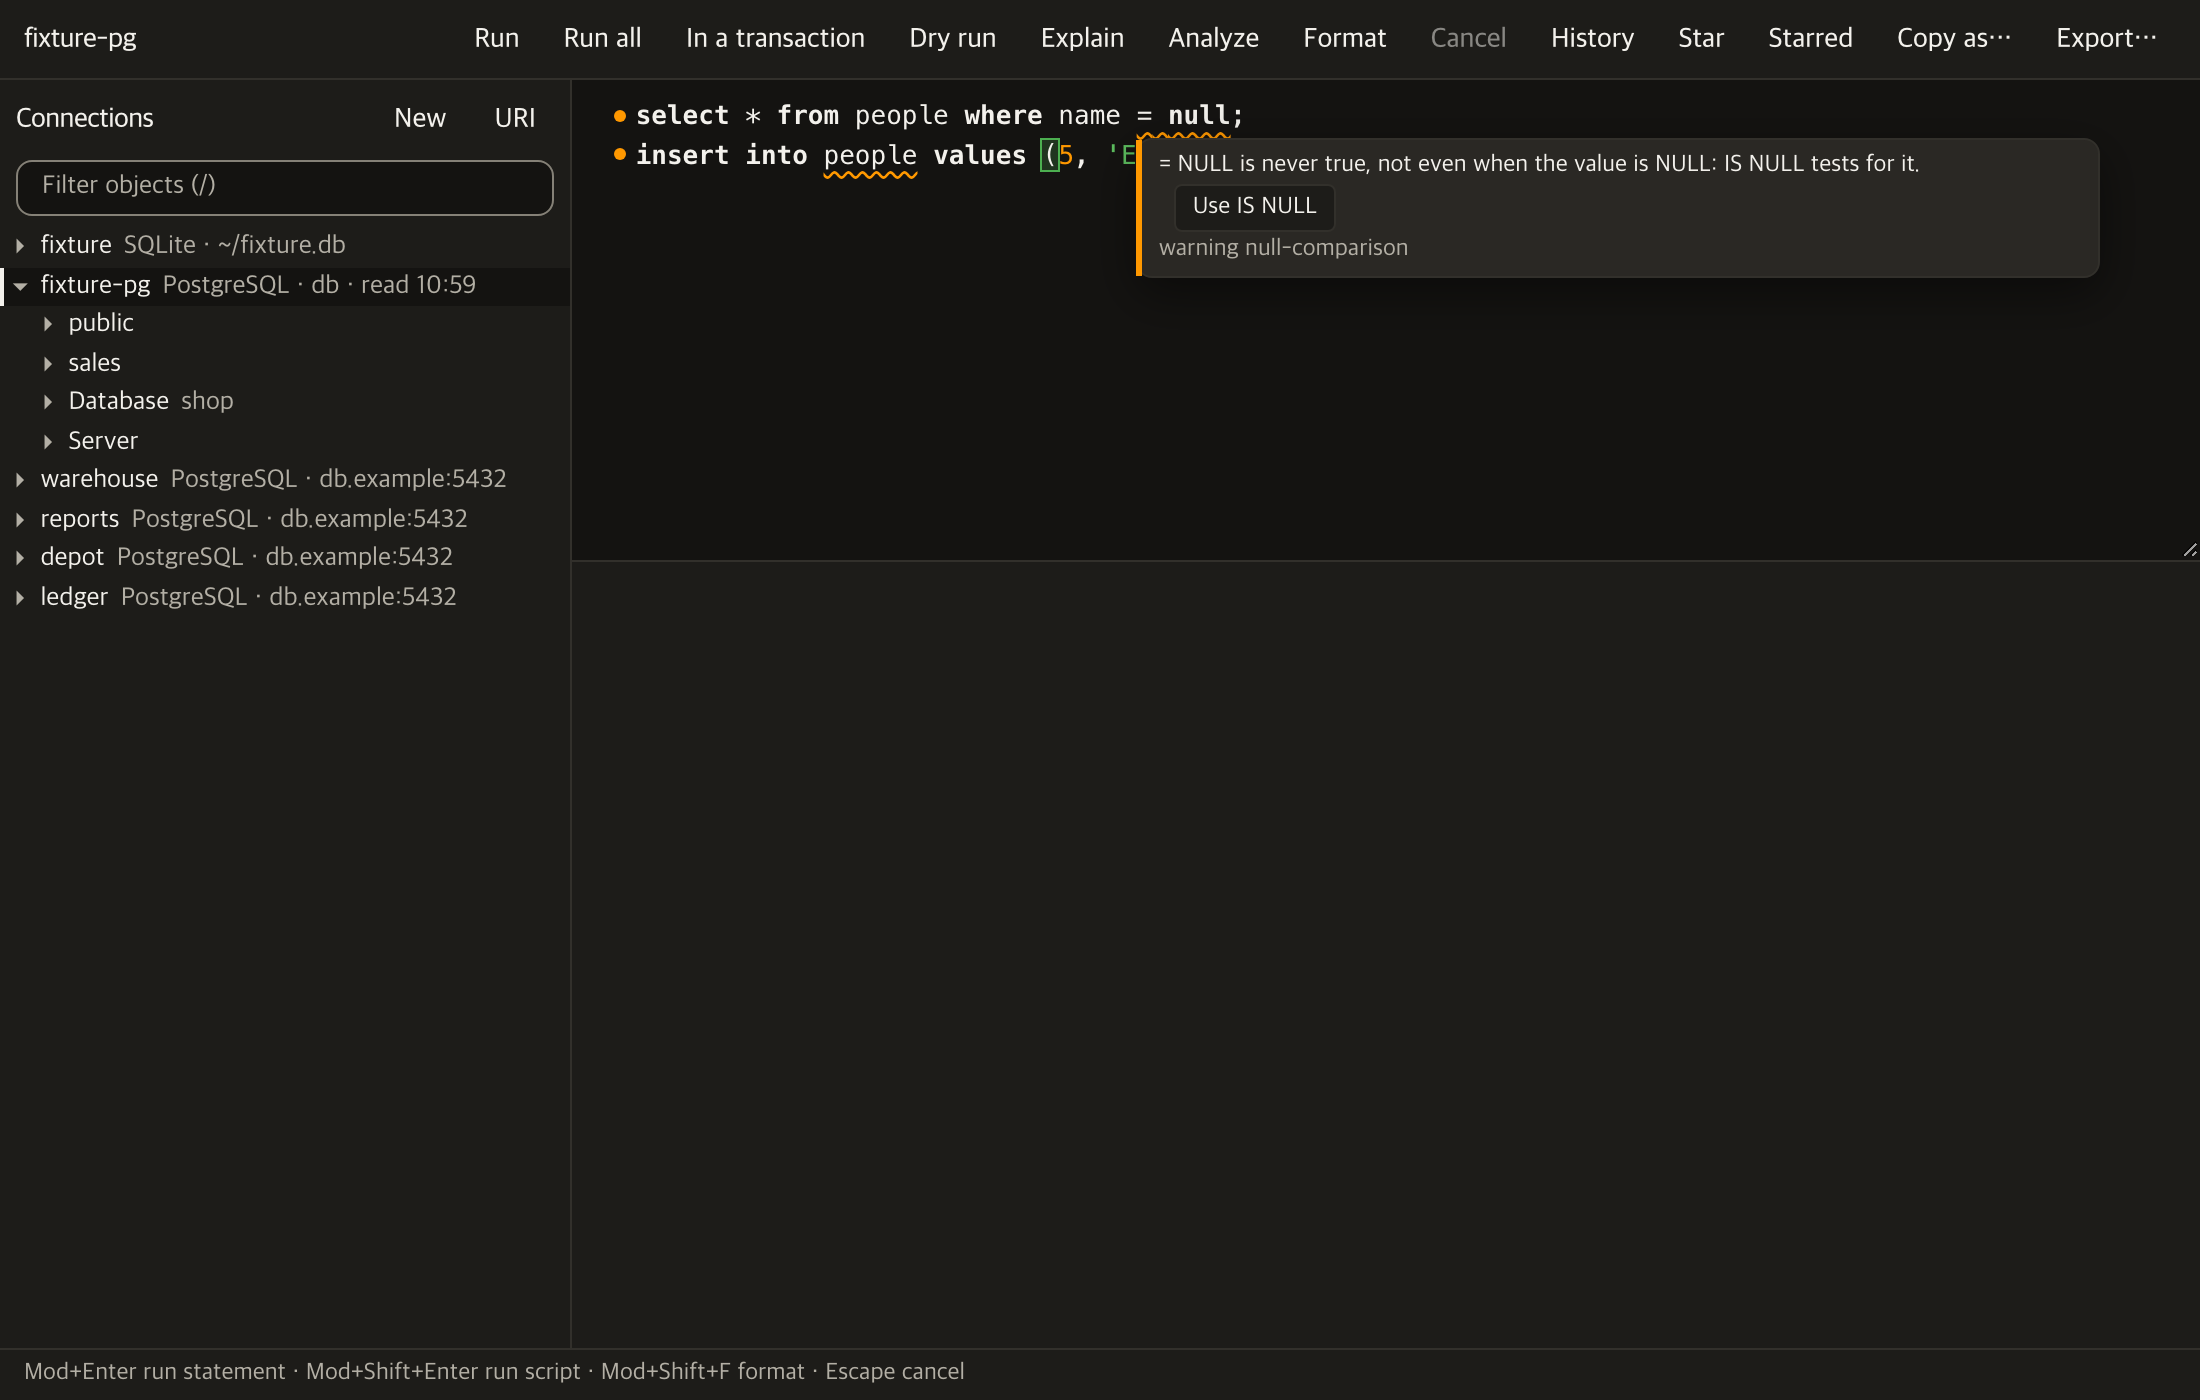 fixture-pg Run Run all In a transaction Dry run Explain Analyze Format Cancel History Star Starred Copy as··· Export···
Connections New URI
Filter objects (/)
fixture SQLite · ~/fixture.db
fixture-pg PostgreSQL · db · read 10:59
public
sales
Database shop
Server
warehouse PostgreSQL · db.example:5432
reports PostgreSQL · db.example:5432
depot PostgreSQL · db.example:5432
ledger PostgreSQL · db.example:5432
select * from people where name = null;
insert into people values (5, 'E
= NULL is never true, not even when the value is NULL: IS NULL tests for it.
Use IS NULL
warning null-comparison
Mod+Enter run statement · Mod+Shift+Enter run script · Mod+Shift+F format · Escape cancel